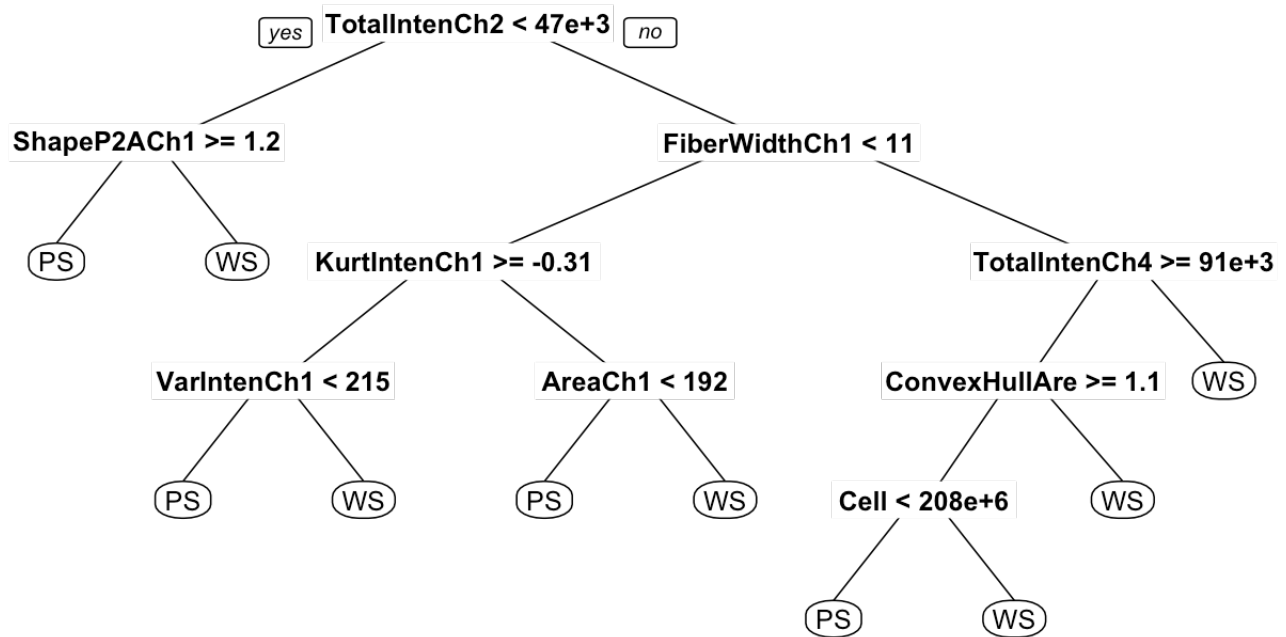 yes TotalIntenCh2 < 47e+3 no
ShapeP2ACh1 >= 1.2 FiberWidthCh1 < 11
PS WS KurtIntenCh1 >= -0.31 TotalIntenCh4 >= 91e+3
VarIntenCh1 < 215 AreaCh1 < 192 ConvexHullAre >= 1.1 WS
PS WS PS WS Cell < 208e+6 WS
PS WS